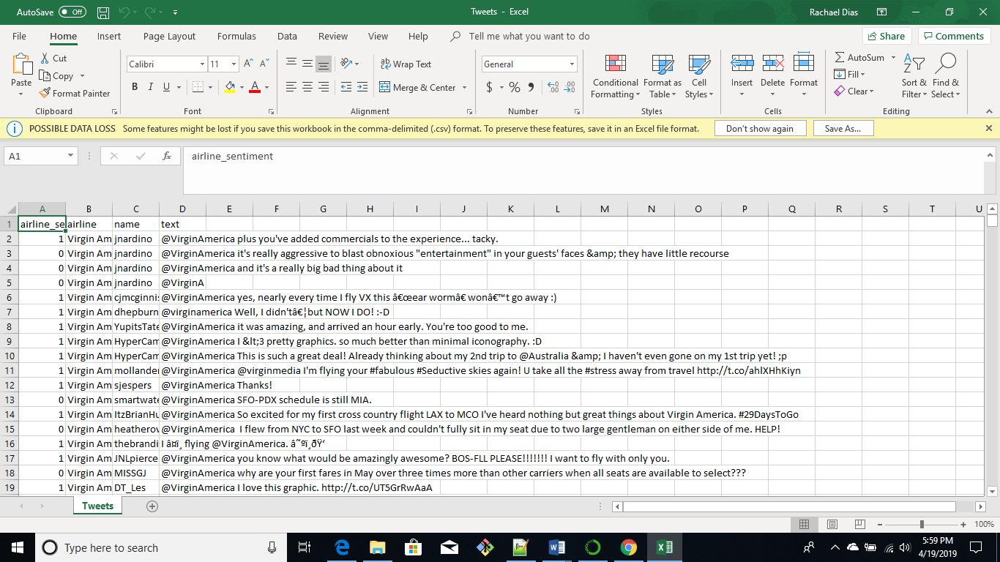 AutoSave Off Tweets - Excel Rachael Dias
File Home Insert Page Layout Formulas Data Review View Help Tell me what you want to do Share Comments
Paste Cut Copy Format Painter
Calibri 11
B I U A
Wrap Text
Merge & Center
General
$ % 9
Conditional Formatting Format as Table Cell Styles
Insert Delete Format
AutoSum Fill Clear
Sort & Filter Find & Select
Clipboard Font Alignment Number Styles Cells Editing
POSSIBLE DATA LOSS Some features might be lost if you save this workbook in the comma-delimited (.csv) format. To preserve these features, save it in an Excel file format. Don't show again Save As...
A1 fx airline_sentiment
A B C D E F G H I J K L M N O P Q R S T U
1 airline_se airline name text
2 1 Virgin Am jnardino @VirginAmerica plus you've added commercials to the experience... tacky.
3 0 Virgin Am jnardino @VirginAmerica it's really aggressive to blast obnoxious "entertainment" in your guests' faces &amp; they have little recourse
4 0 Virgin Am jnardino @VirginAmerica and it's a really big bad thing about it
5 0 Virgin Am jnardino @VirginA
6 1 Virgin Am cjmcginnis @VirginAmerica yes, nearly every time I fly VX this â€œear wormâ€ wonâ€™t go away :)
7 1 Virgin Am dhepburn @virginamerica Well, I didn'tâ€¦but NOW I DO! :-D
8 1 Virgin Am YupitsTate @VirginAmerica it was amazing, and arrived an hour early. You're too good to me.
9 1 Virgin Am HyperCam @VirginAmerica I &lt;3 pretty graphics. so much better than minimal iconography. :D
10 1 Virgin Am HyperCam @VirginAmerica This is such a great deal! Already thinking about my 2nd trip to @Australia &amp; I haven't even gone on my 1st trip yet! ;p
11 1 Virgin Am mollander @VirginAmerica @virginmedia I'm flying your #fabulous #Seductive skies again! U take all the #stress away from travel http://t.co/ahlXHhKiyn
12 1 Virgin Am sjespers @VirginAmerica Thanks!
13 0 Virgin Am smartwate @VirginAmerica SFO-PDX schedule is still MIA.
14 1 Virgin Am ItzBrianHu @VirginAmerica So excited for my first cross country flight LAX to MCO I've heard nothing but great things about Virgin America. #29DaysToGo
15 0 Virgin Am heatherov @VirginAmerica I flew from NYC to SFO last week and couldn't fully sit in my seat due to two large gentleman on either side of me. HELP!
16 1 Virgin Am thebrandi I â¤ï¸ flying @VirginAmerica. â˜ºï¸ðŸ‘
17 1 Virgin Am JNLpierce @VirginAmerica you know what would be amazingly awesome? BOS-FLL PLEASE!!!!!!! I want to fly with only you.
18 0 Virgin Am MISSGJ @VirginAmerica why are your first fares in May over three times more than other carriers when all seats are available to select???
19 1 Virgin Am DT_Les @VirginAmerica I love this graphic. http://t.co/UT5GrRwAaA
Tweets
100%
Type here to search
5:59 PM
4/19/2019